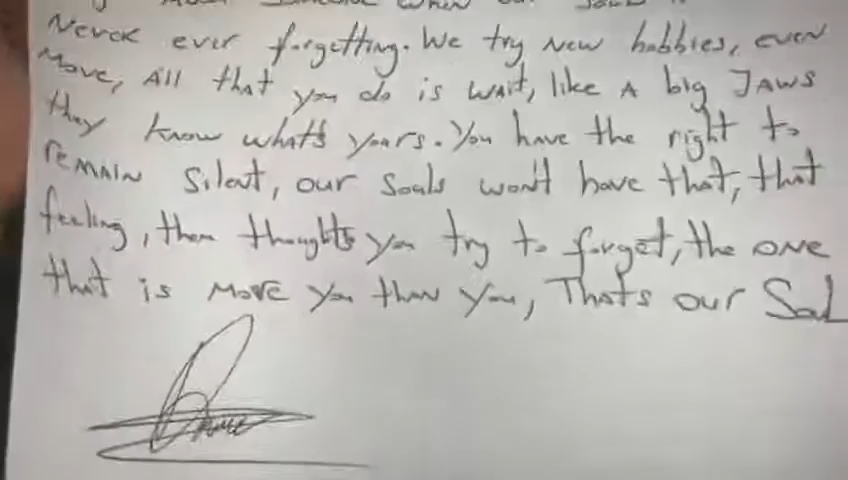 Never ever forgetting. We try new hobbies, even
Move, All that you do is wait, like A big Jaws
they know what's yours. You have the right to
remain silent, our souls won't have that, that
feeling, them thoughts you try to forget, the one
that is more you than you, Thats our Soul